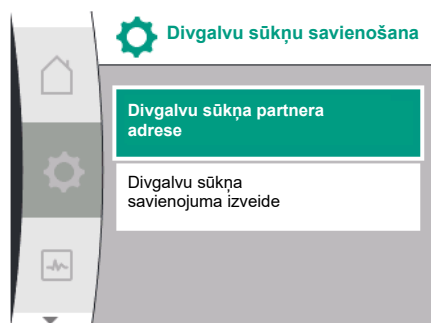 Divgalvu sūkņu savienošana
Divgalvu sūkņa partnera
adrese
Divgalvu sūkņa
savienojuma izveide